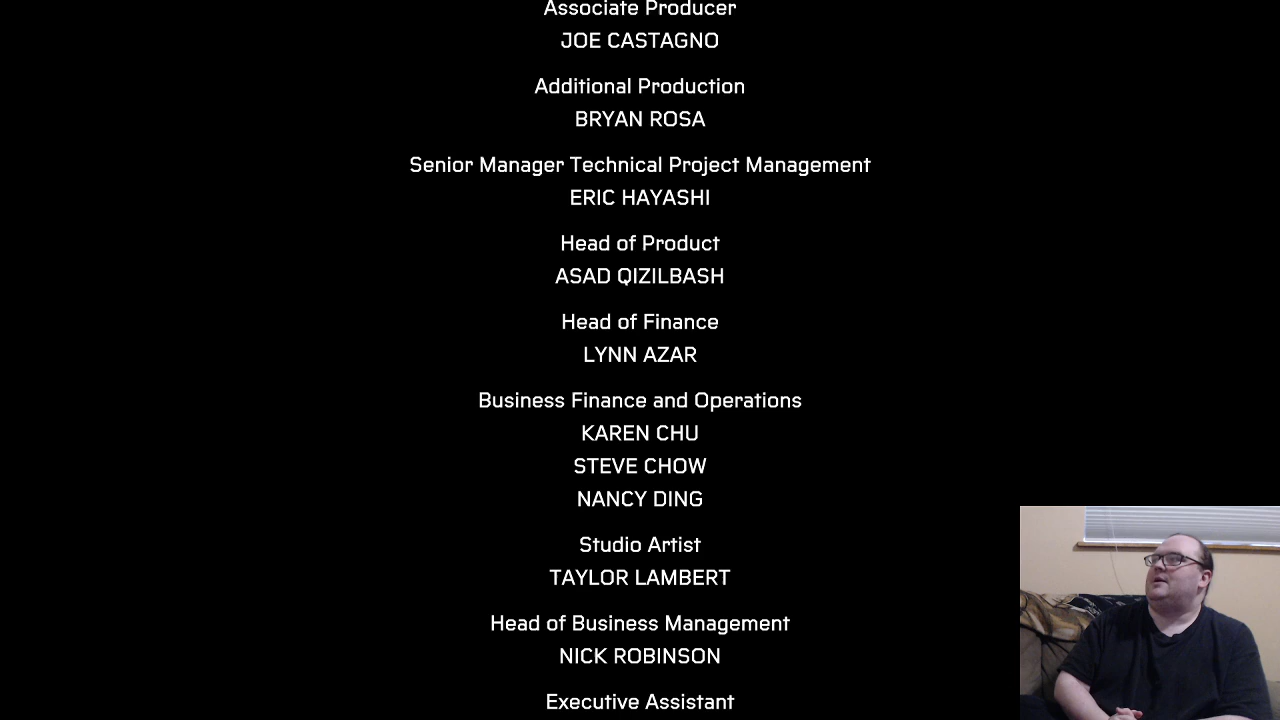 Associate Producer
JOE CASTAGNO
Additional Production
BRYAN ROSA
Senior Manager Technical Project Management
ERIC HAYASHI
Head of Product
ASAD QIZILBASH
Head of Finance
LYNN AZAR
Business Finance and Operations
KAREN CHU
STEVE CHOW
NANCY DING
Studio Artist
TAYLOR LAMBERT
Head of Business Management
NICK ROBINSON
Executive Assistant